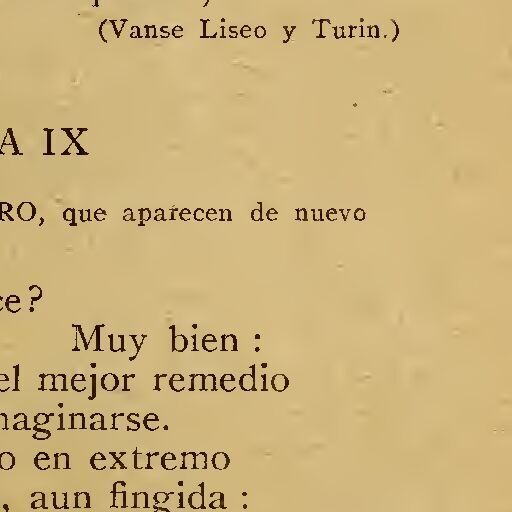 (Vanse Liseo y Turin.)
A IX
RO, que aparecen de nuevo
ce?
Muy bien :
el mejor remedio
naginarse.
o en extremo
, aun fingida :